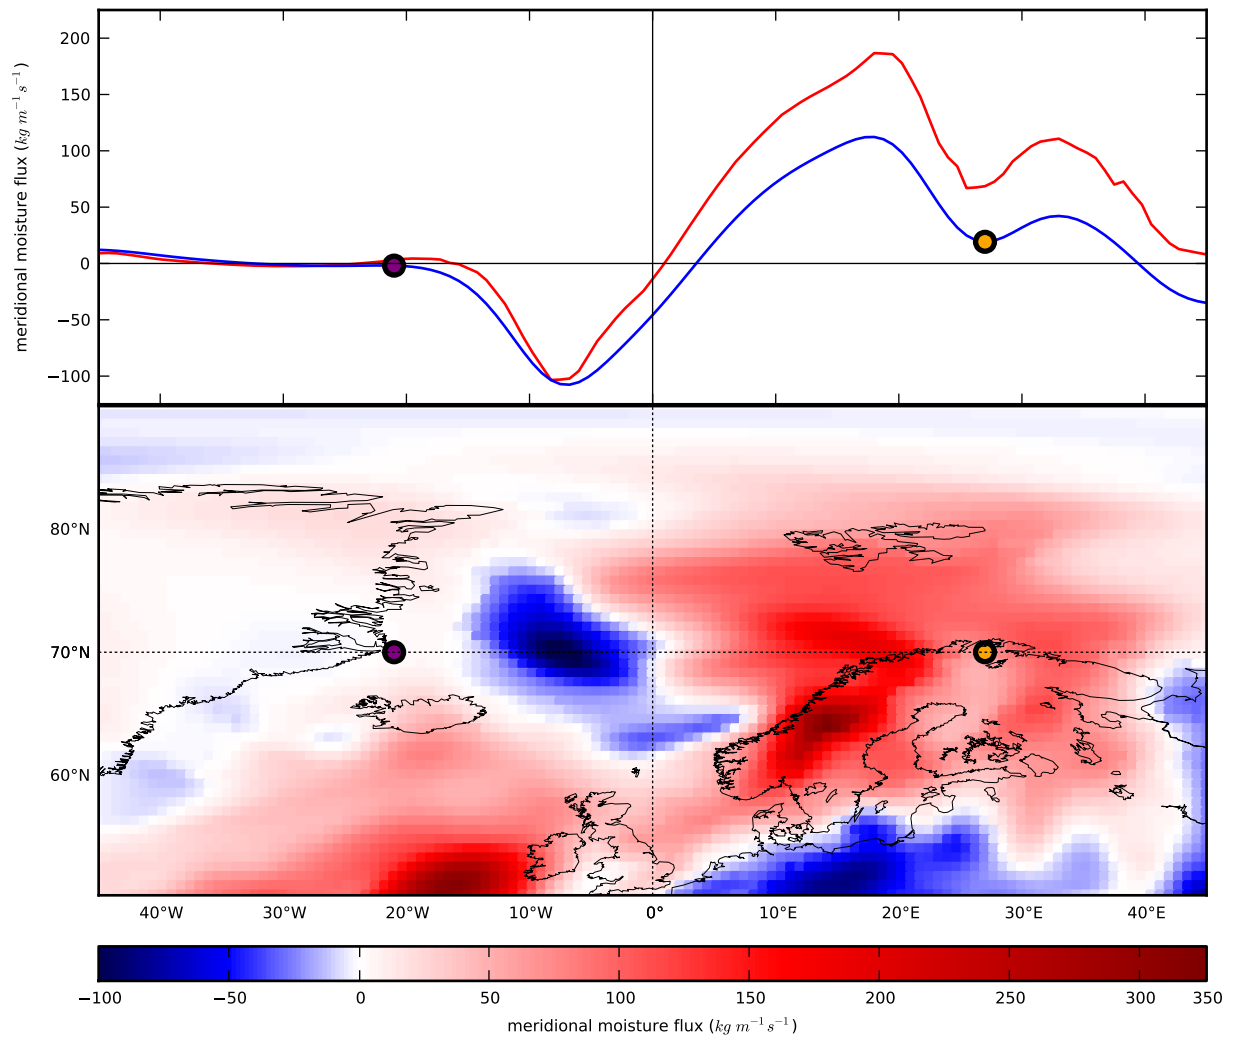 meridional moisture flux (kg m⁻¹s⁻¹)
200
150
100
50
0
−50
−100
80°N
70°N
60°N
40°W 30°W 20°W 10°W 0° 10°E 20°E 30°E 40°E
−100 −50 0 50 100 150 200 250 300 350
meridional moisture flux (kg m⁻¹s⁻¹)